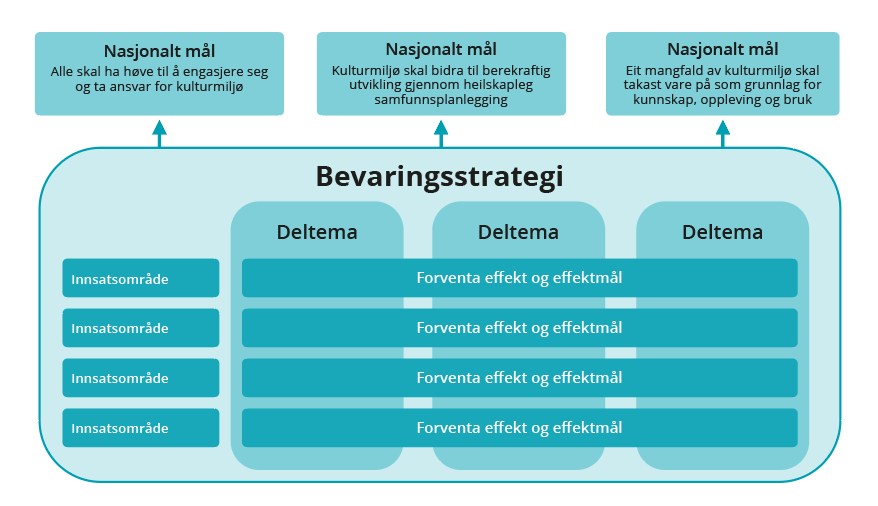 Nasjonalt mål
Alle skal ha høve til å engasjere seg
og ta ansvar for kulturmiljø
Nasjonalt mål
Kulturmiljø skal bidra til berekraftig
utvikling gjennom heilskapleg
samfunnsplanlegging
Nasjonalt mål
Eit mangfald av kulturmiljø skal
takast vare på som grunnlag for
kunnskap, oppleving og bruk
Bevaringsstrategi
Deltema
Deltema
Deltema
Innsatsområde
Forventa effekt og effektmål
Innsatsområde
Forventa effekt og effektmål
Innsatsområde
Forventa effekt og effektmål
Innsatsområde
Forventa effekt og effektmål